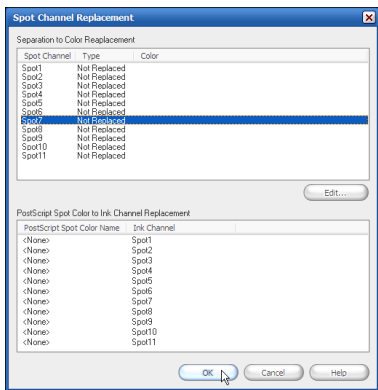 Spot Channel Replacement
Separation to Color Reaplacement
Spot Channel Type Color
Spot1 Not Replaced
Spot2 Not Replaced
Spot3 Not Replaced
Spot4 Not Replaced
Spot5 Not Replaced
Spot6 Not Replaced
Spot7 Not Replaced
Spot8 Not Replaced
Spot9 Not Replaced
Spot10 Not Replaced
Spot11 Not Replaced
Edit...
PostScript Spot Color to Ink Channel Replacement
PostScript Spot Color Name Ink Channel
<None> Spot1
<None> Spot2
<None> Spot3
<None> Spot4
<None> Spot5
<None> Spot6
<None> Spot7
<None> Spot8
<None> Spot9
<None> Spot10
<None> Spot11
OK Cancel Help